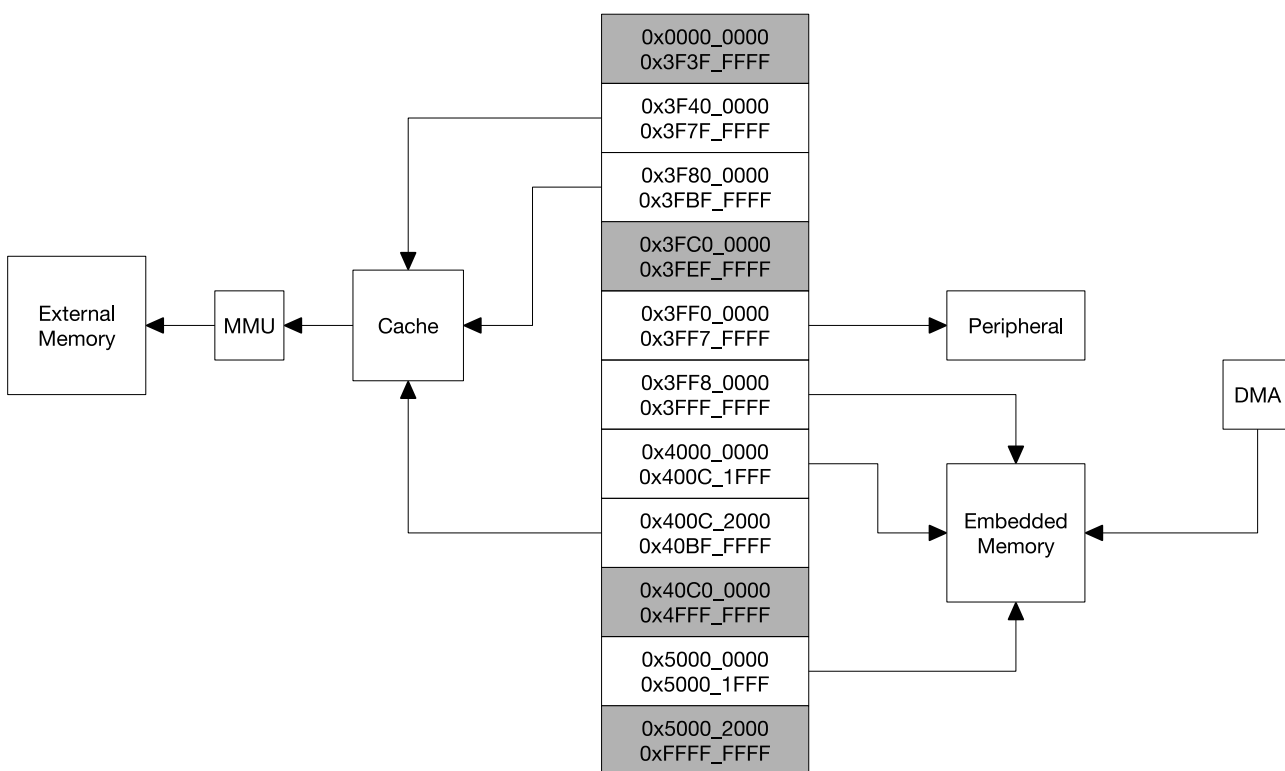 0x0000_0000
0x3F3F_FFFF
0x3F40_0000
0x3F7F_FFFF
0x3F80_0000
0x3FBF_FFFF
0x3FC0_0000
0x3FEF_FFFF
0x3FF0_0000
0x3FF7_FFFF
0x3FF8_0000
0x3FFF_FFFF
0x4000_0000
0x400C_1FFF
0x400C_2000
0x40BF_FFFF
0x40C0_0000
0x4FFF_FFFF
0x5000_0000
0x5000_1FFF
0x5000_2000
0xFFFF_FFFF
External
Memory
MMU
Cache
Peripheral
DMA
Embedded
Memory